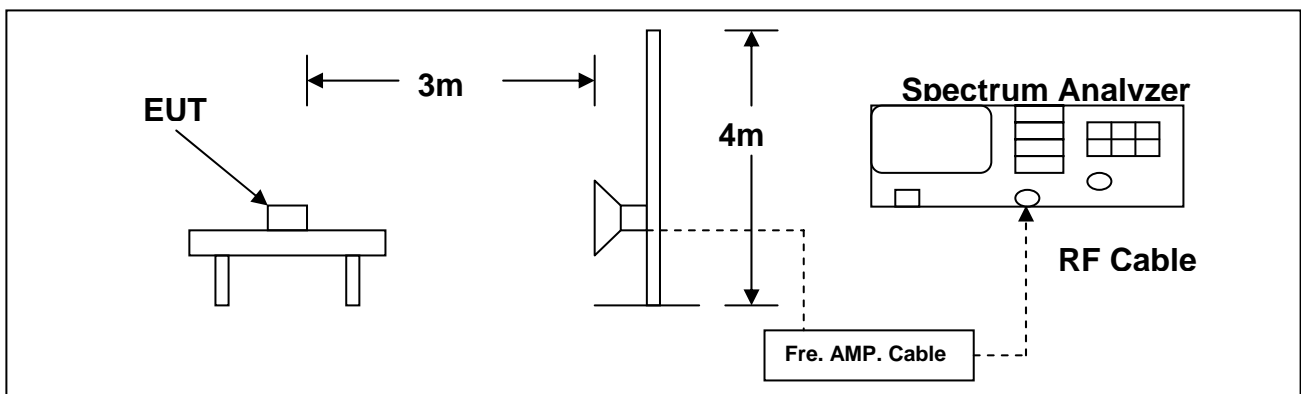 3m
EUT
4m
Spectrum Analyzer
RF Cable
Fre. AMP. Cable